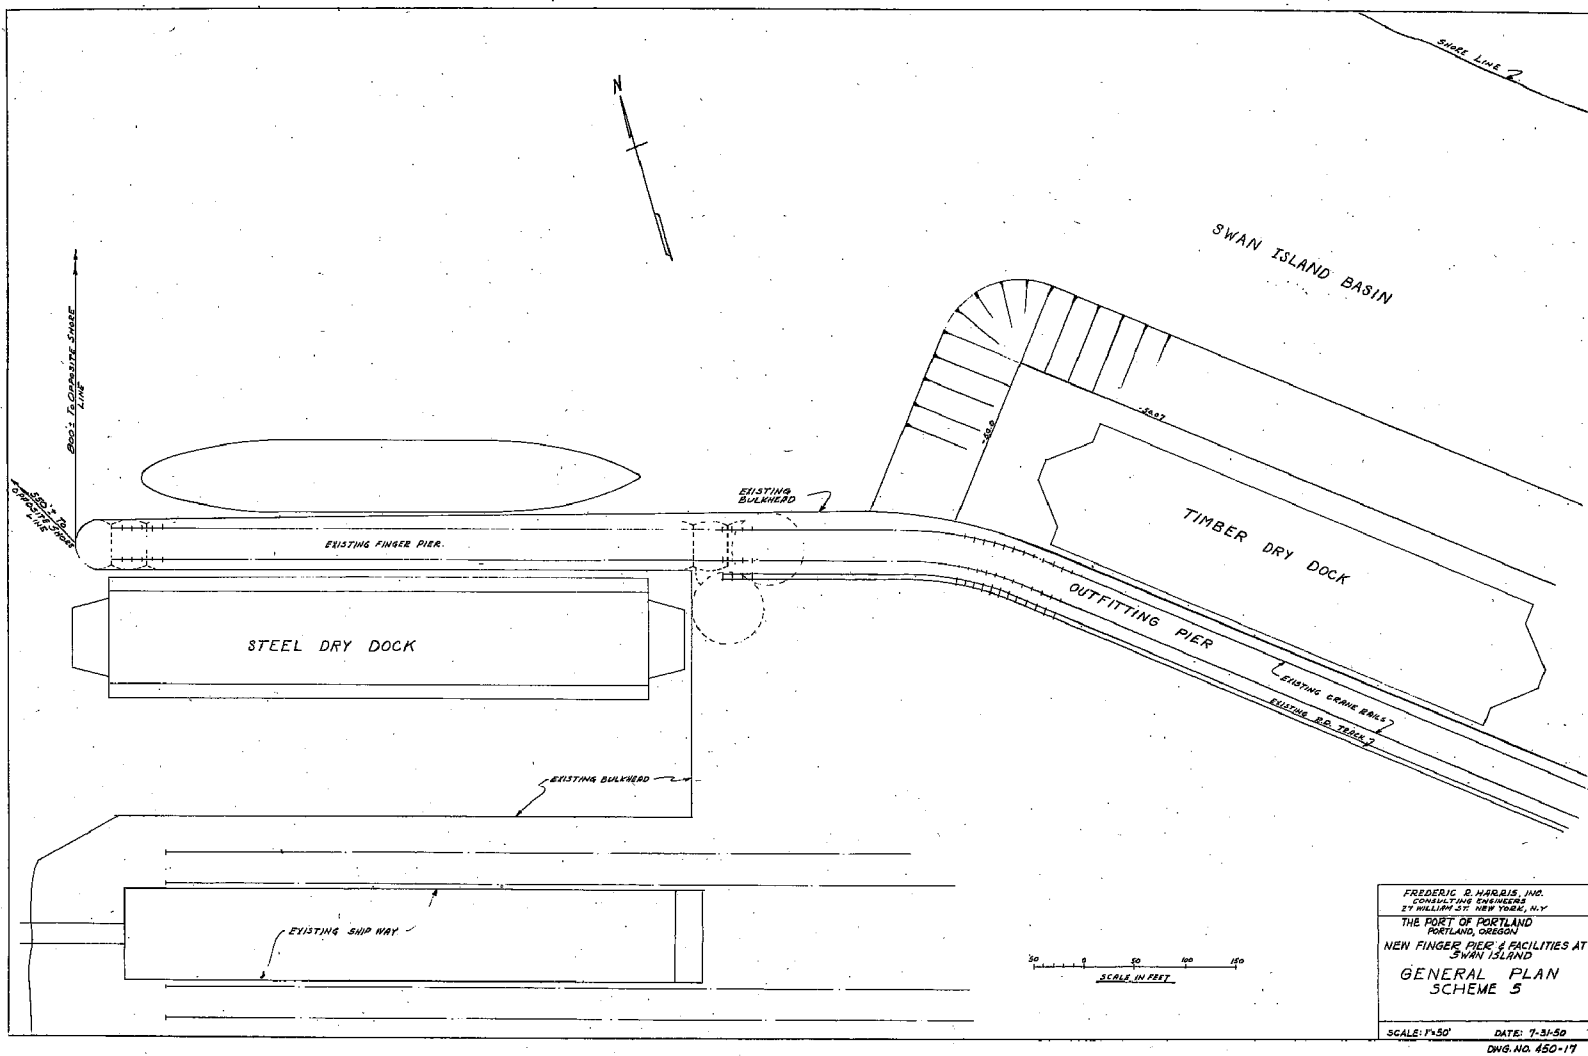 SHORE LINE
N
SWAN ISLAND BASIN
800'± TO OPPOSITE SHORE
LINE
550'± TO
OPPOSITE SHORE
LINE
-50.0
EXISTING
BULKHEAD
EXISTING FINGER PIER.
TIMBER DRY DOCK
OUTFITTING PIER
STEEL DRY DOCK
EXISTING CRANE RAILS
EXISTING R.R. TRACK
EXISTING BULKHEAD
EXISTING SHIP WAY
50 0 50 100 150
SCALE IN FEET
FREDERIC R. HARRIS, INC.
CONSULTING ENGINEERS
27 WILLIAM ST. NEW YORK, N.Y
THE PORT OF PORTLAND
PORTLAND, OREGON
NEW FINGER PIER & FACILITIES AT
SWAN ISLAND
GENERAL PLAN
SCHEME 5
SCALE: 1"=50' DATE: 7-31-50
DWG. NO. 450-17